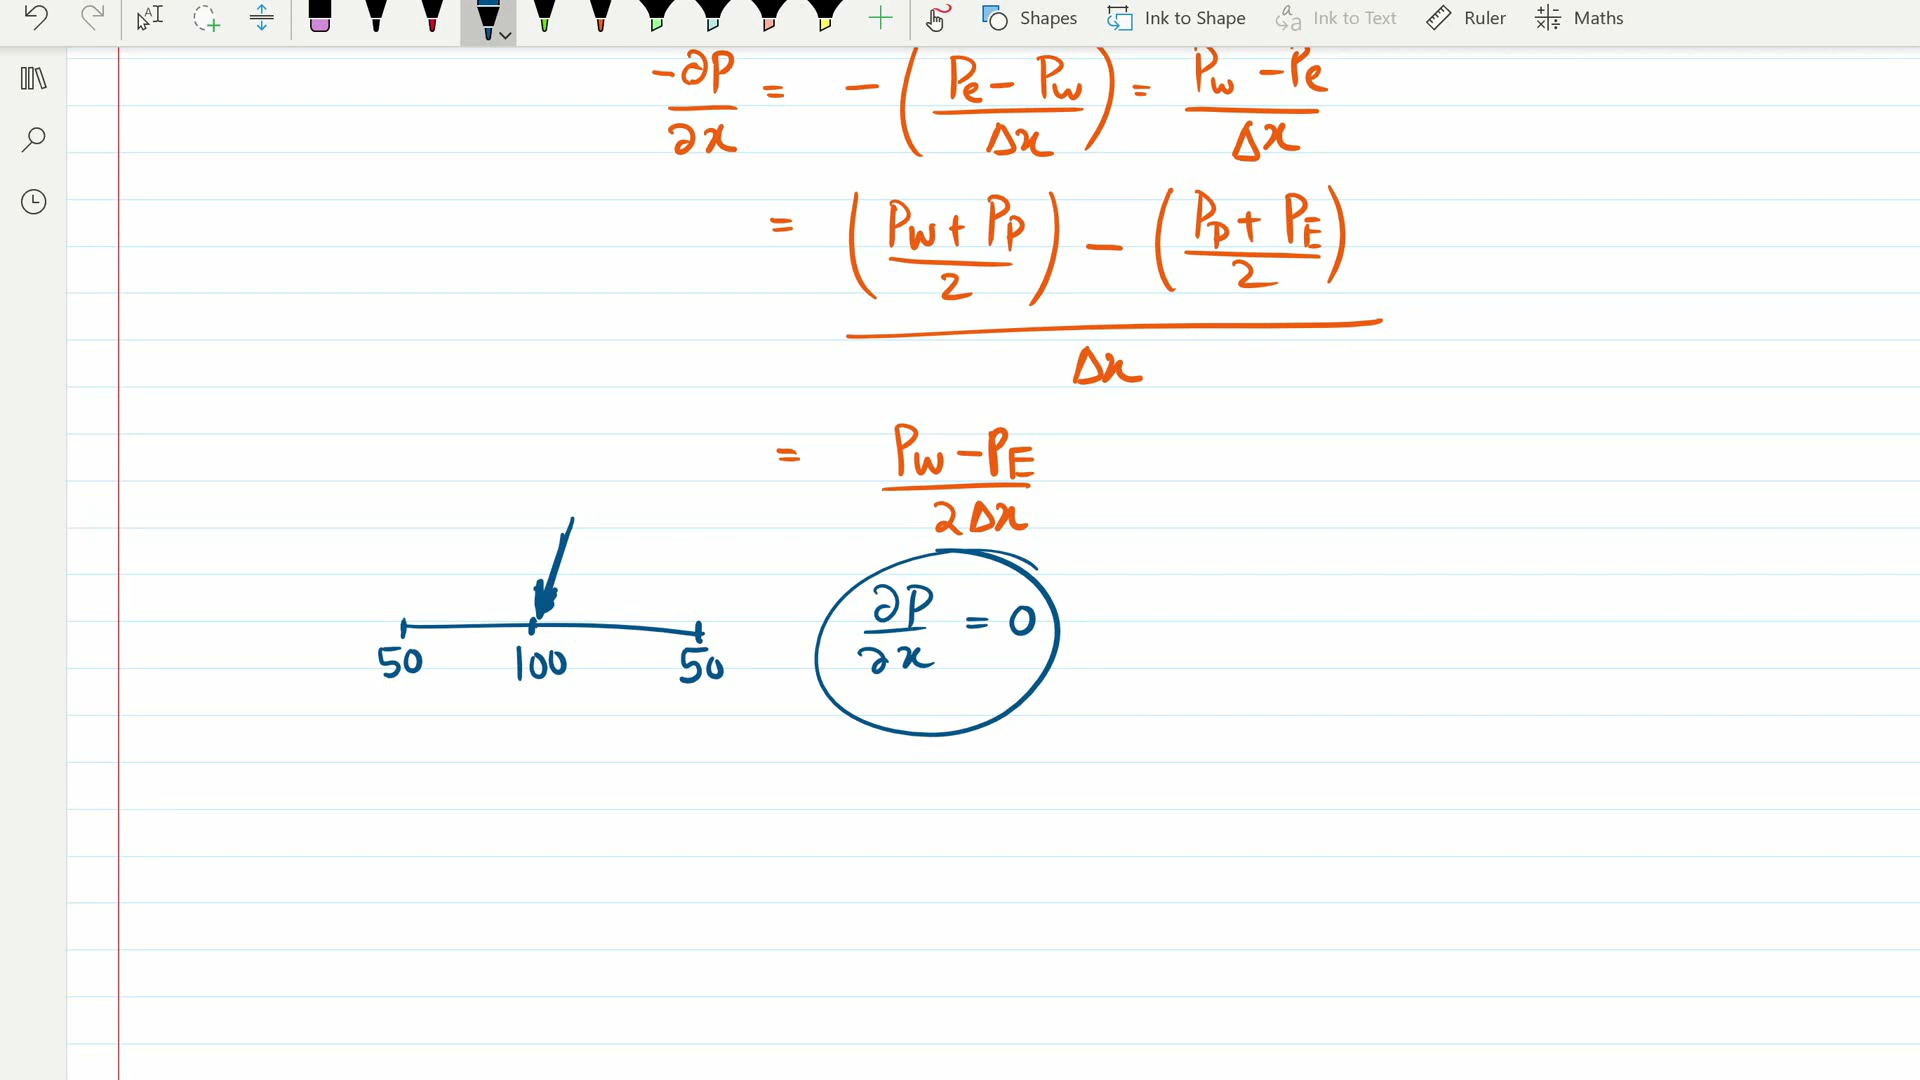 Shapes Ink to Shape Ink to Text Ruler Maths
-∂P/∂x = -(Pe - Pw / Δx) = Pw - Pe / Δx
= (PW + PP / 2) - (PP + PE / 2) / Δx
= PW - PE / 2Δx
∂P/∂x = 0
50 100 50